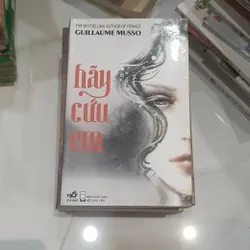 THE BESTSELLING AUTHOR OF FRANCE
GUILLAUME MUSSO
hãy
cứu
em